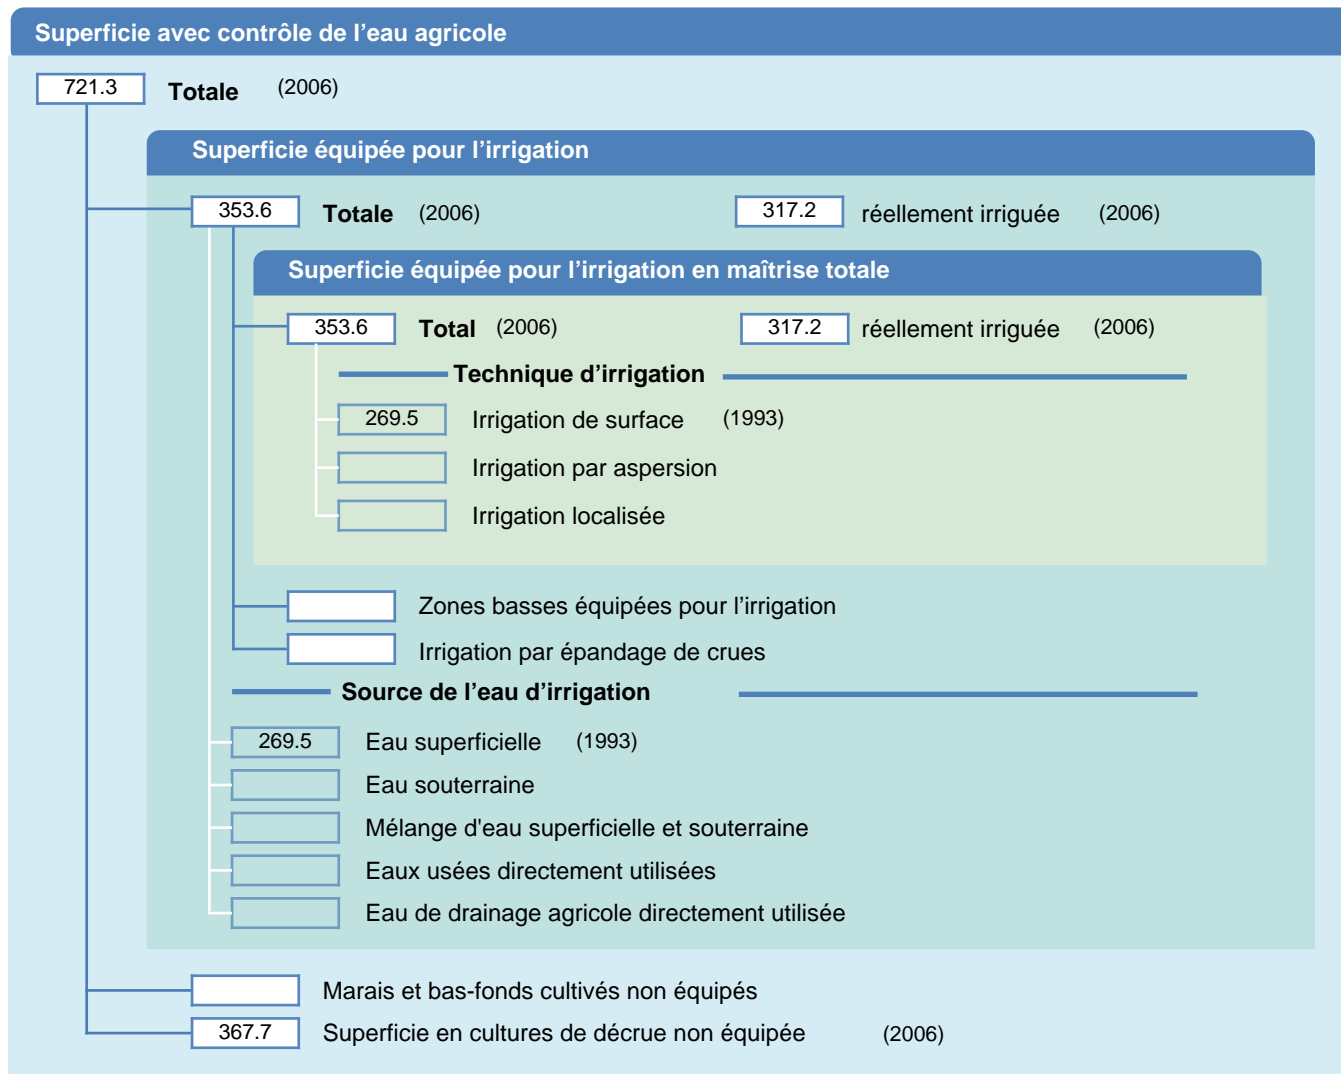 Superficie avec contrôle de l'eau agricole
721.3 Totale (2006)
Superficie équipée pour l'irrigation
353.6 Totale (2006) 317.2 réellement irriguée (2006)
Superficie équipée pour l'irrigation en maîtrise totale
353.6 Total (2006) 317.2 réellement irriguée (2006)
Technique d'irrigation
269.5 Irrigation de surface (1993)
Irrigation par aspersion
Irrigation localisée
Zones basses équipées pour l'irrigation
Irrigation par épandage de crues
Source de l'eau d'irrigation
269.5 Eau superficielle (1993)
Eau souterraine
Mélange d'eau superficielle et souterraine
Eaux usées directement utilisées
Eau de drainage agricole directement utilisée
Marais et bas-fonds cultivés non équipés
367.7 Superficie en cultures de décrue non équipée (2006)